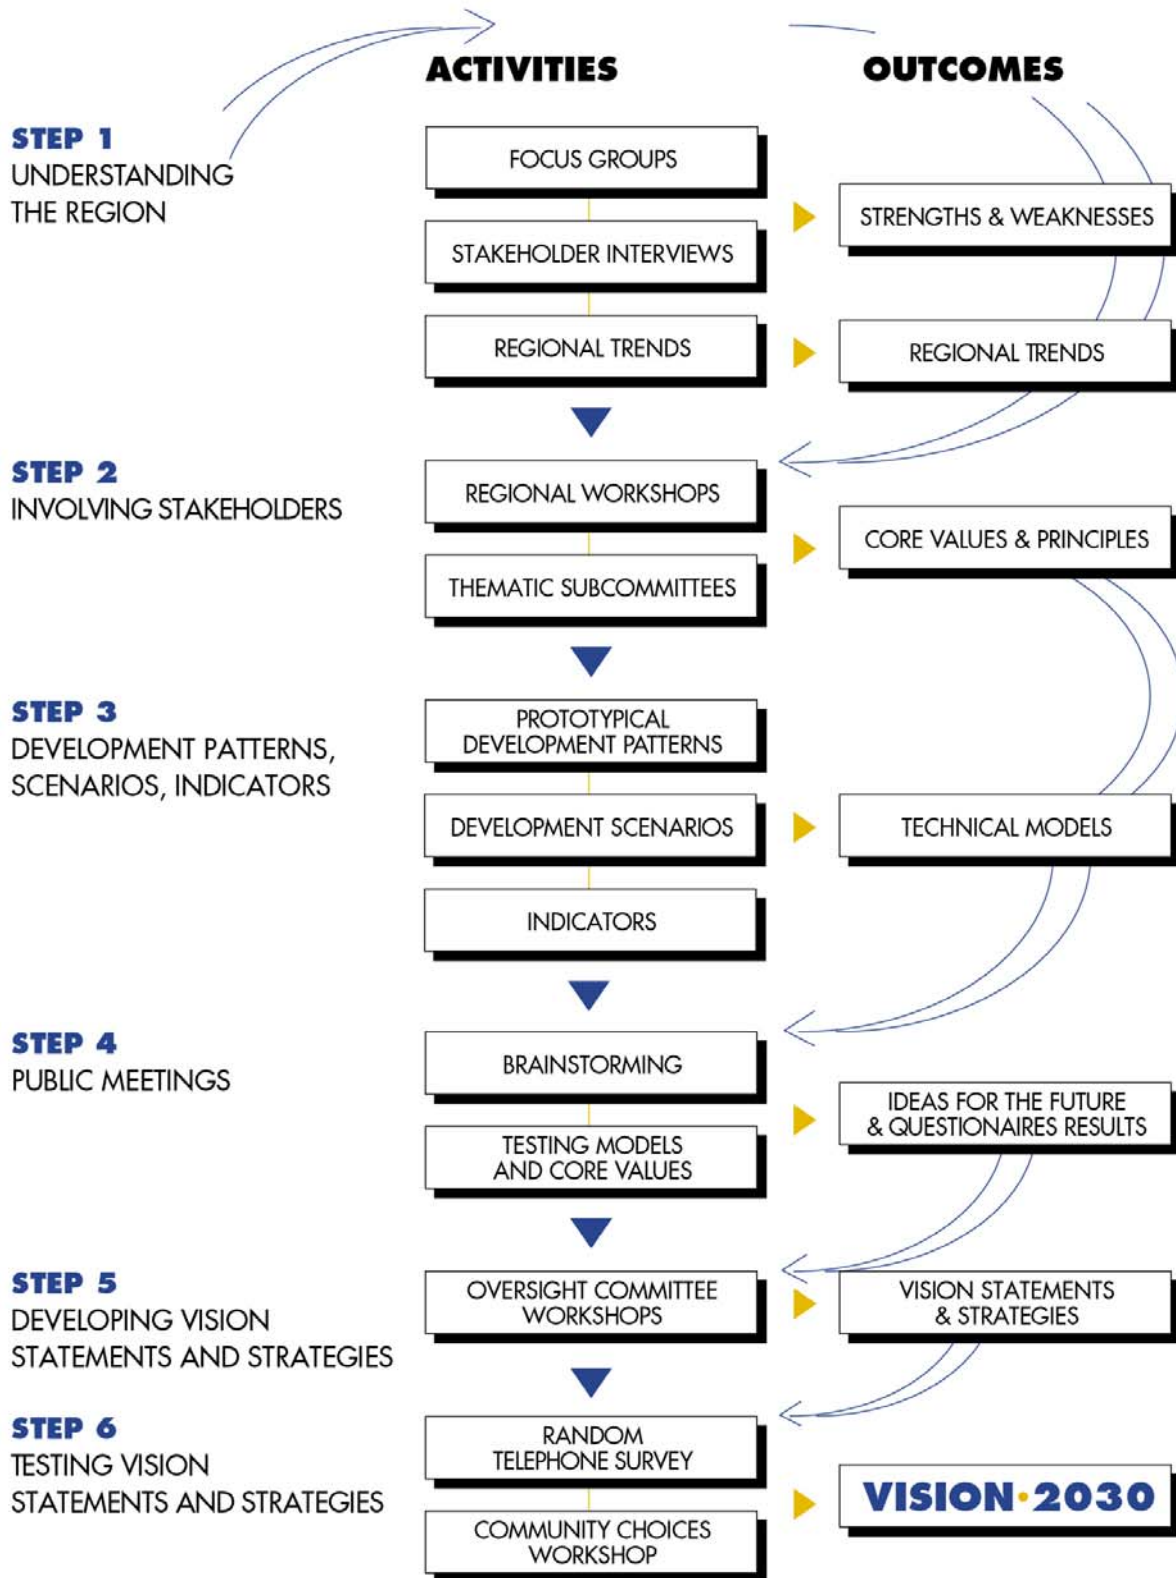 ACTIVITIES
OUTCOMES
STEP 1
UNDERSTANDING
THE REGION
FOCUS GROUPS
STAKEHOLDER INTERVIEWS
REGIONAL TRENDS
STRENGTHS & WEAKNESSES
REGIONAL TRENDS
STEP 2
INVOLVING STAKEHOLDERS
REGIONAL WORKSHOPS
THEMATIC SUBCOMMITTEES
CORE VALUES & PRINCIPLES
STEP 3
DEVELOPMENT PATTERNS,
SCENARIOS, INDICATORS
PROTOTYPICAL
DEVELOPMENT PATTERNS
DEVELOPMENT SCENARIOS
INDICATORS
TECHNICAL MODELS
STEP 4
PUBLIC MEETINGS
BRAINSTORMING
TESTING MODELS
AND CORE VALUES
IDEAS FOR THE FUTURE
& QUESTIONAIRES RESULTS
STEP 5
DEVELOPING VISION
STATEMENTS AND STRATEGIES
OVERSIGHT COMMITTEE
WORKSHOPS
VISION STATEMENTS
& STRATEGIES
STEP 6
TESTING VISION
STATEMENTS AND STRATEGIES
RANDOM
TELEPHONE SURVEY
COMMUNITY CHOICES
WORKSHOP
VISION•2030